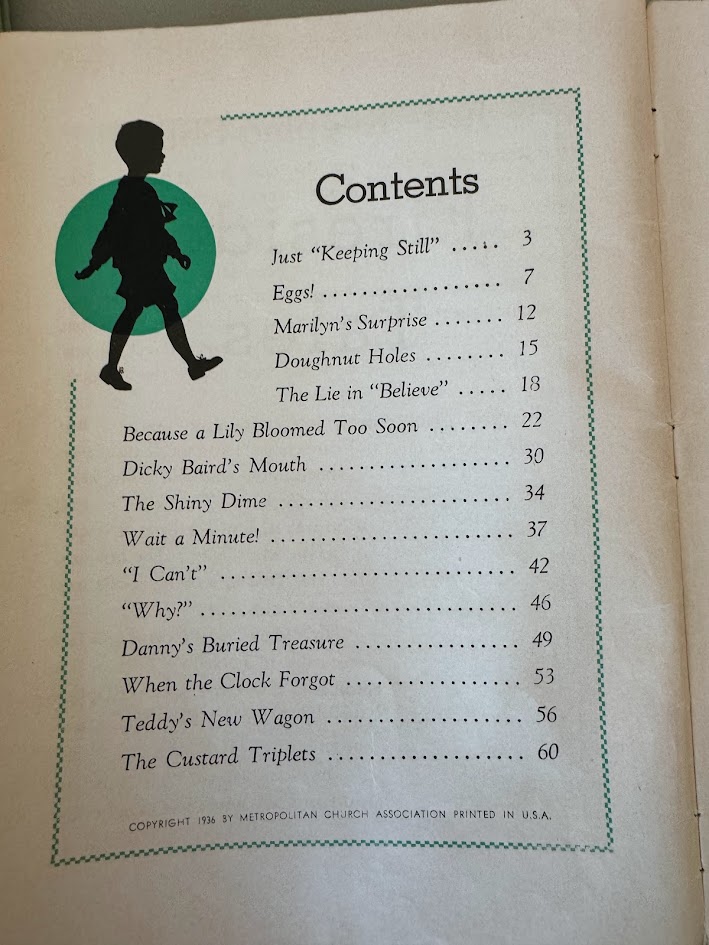 Contents
Just “Keeping Still” ..... 3
Eggs! .................. 7
Marilyn's Surprise ....... 12
Doughnut Holes ........ 15
The Lie in “Believe” ..... 18
Because a Lily Bloomed Too Soon ........ 22
Dicky Baird's Mouth .................... 30
The Shiny Dime ........................ 34
Wait a Minute! ......................... 37
“I Can't” .............................. 42
“Why?” ................................ 46
Danny's Buried Treasure ................ 49
When the Clock Forgot .................. 53
Teddy's New Wagon .................... 56
The Custard Triplets .................... 60
COPYRIGHT 1936 BY METROPOLITAN CHURCH ASSOCIATION PRINTED IN U.S.A.